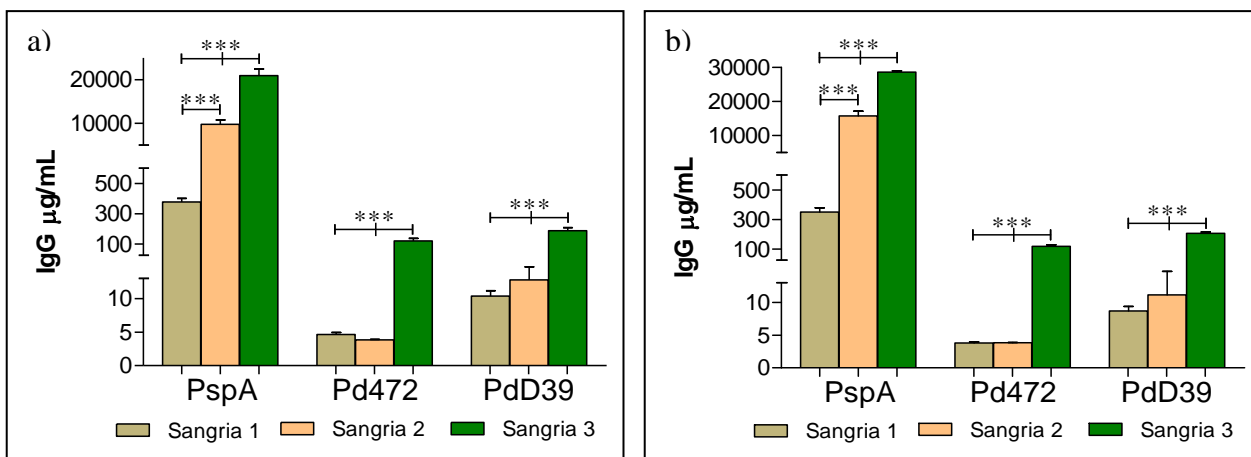 a)
IgG µg/mL
20000
10000
500
300
100
10
5
0
***
***
***
***
PspA
Pd472
PdD39
Sangria 1
Sangria 2
Sangria 3
b)
IgG µg/mL
30000
20000
10000
500
300
100
10
5
0
***
***
***
***
PspA
Pd472
PdD39
Sangria 1
Sangria 2
Sangria 3